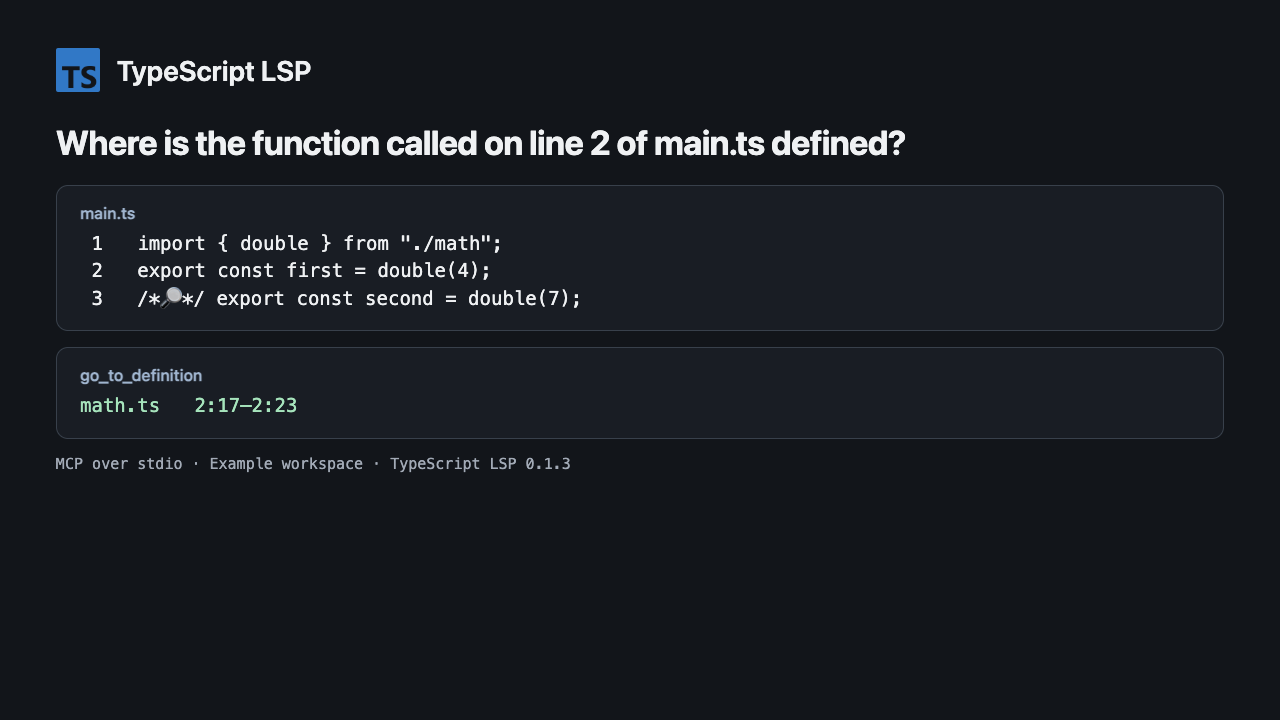 TS TypeScript LSP
Where is the function called on line 2 of main.ts defined?
main.ts
1 import { double } from "./math";
2 export const first = double(4);
3 /*🔎*/ export const second = double(7);
go_to_definition
math.ts 2:17–2:23
MCP over stdio · Example workspace · TypeScript LSP 0.1.3